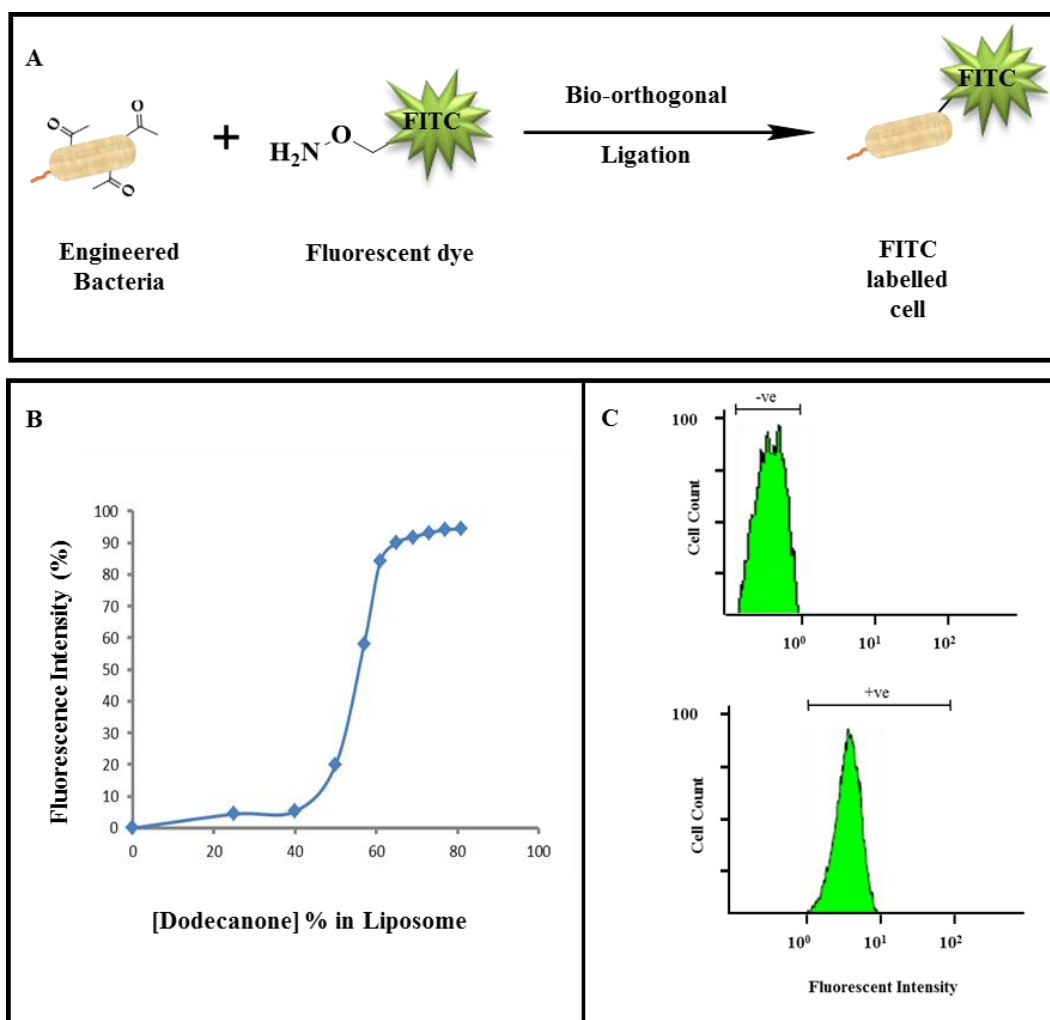 A
O
O
O
+
H₂N
O
FITC
Bio-orthogonal
Ligation
FITC
Engineered
Bacteria
Fluorescent dye
FITC
labelled
cell
B
Fluorescence Intensity (%)
100
90
80
70
60
50
40
30
20
10
0
0 20 40 60 80 100
[Dodecanone] % in Liposome
C
-ve
100
Cell Count
10⁰ 10¹ 10²
+ve
100
Cell Count
10⁰ 10¹ 10²
Fluorescent Intensity